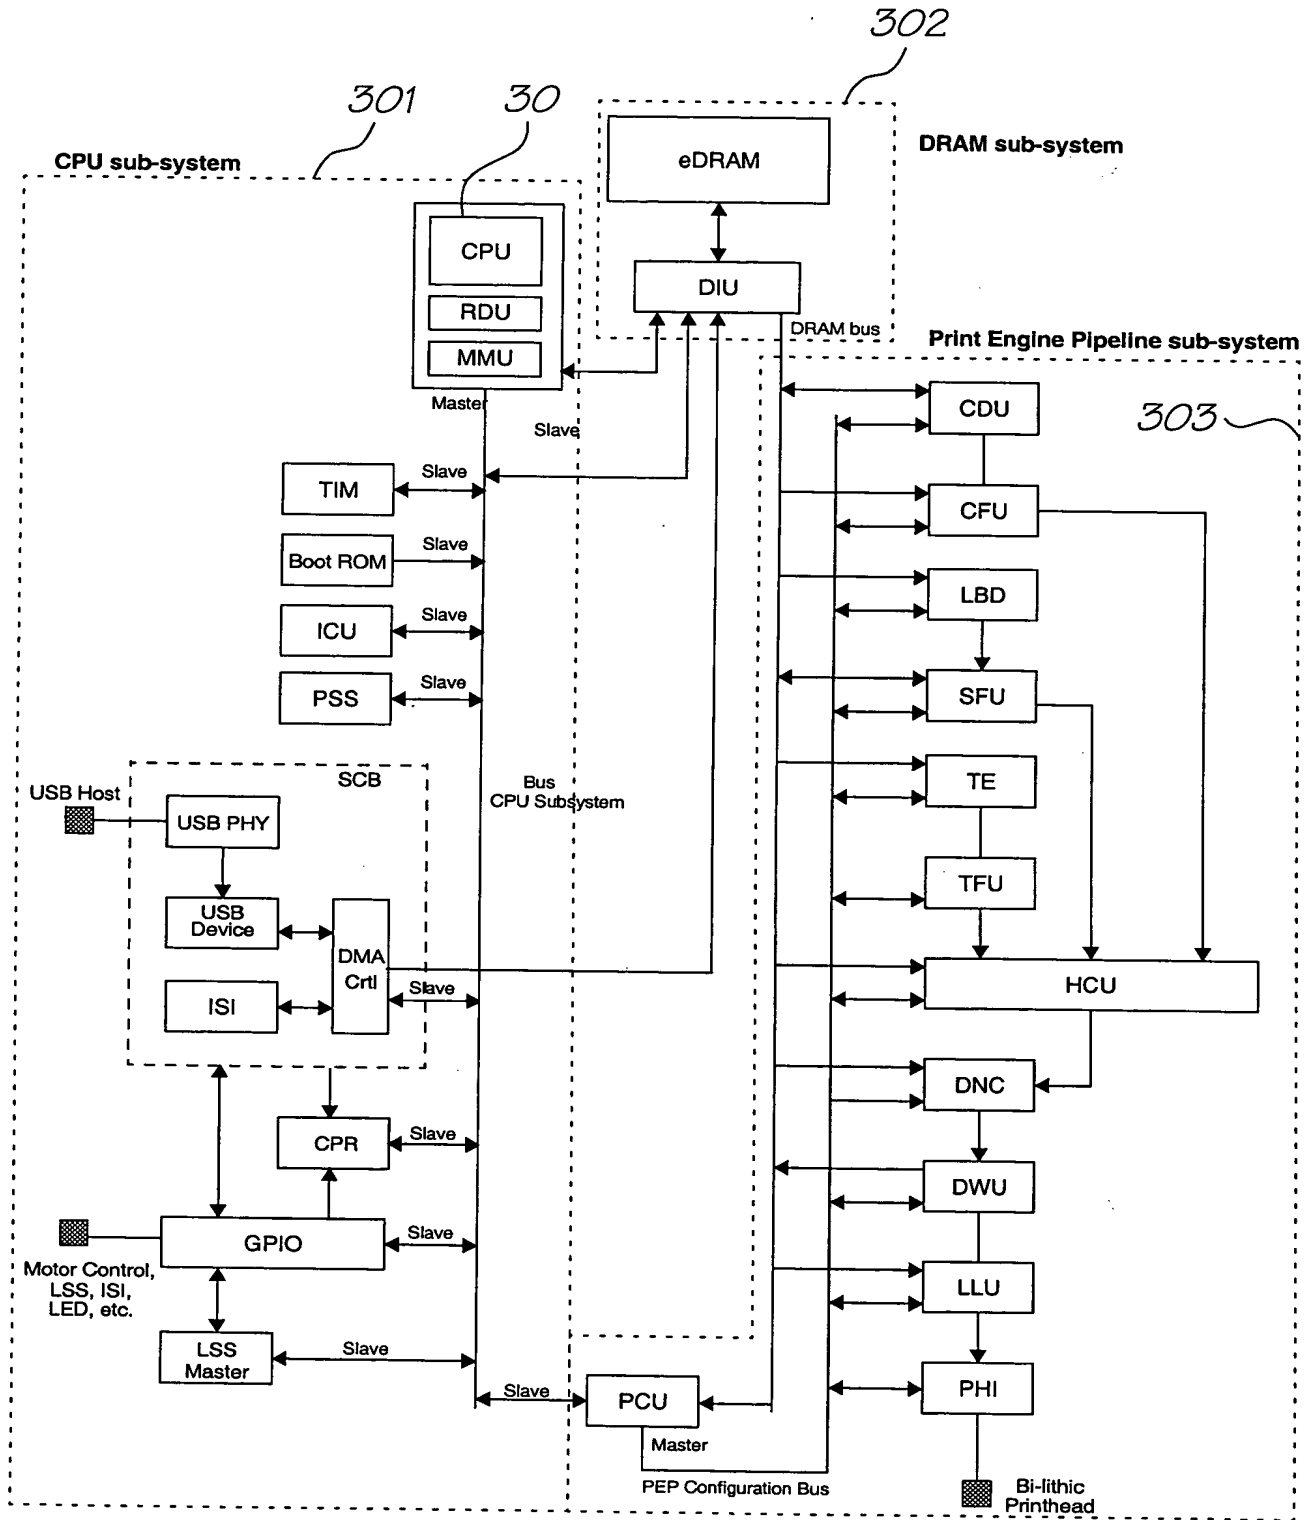 302
301
30
CPU sub-system
DRAM sub-system
eDRAM
CPU
RDU
MMU
Master
DIU
DRAM bus
Print Engine Pipeline sub-system
303
Slave
TIM
Slave
Boot ROM
Slave
ICU
Slave
PSS
Slave
SCB
USB Host
USB PHY
USB
Device
DMA
Crtl
ISI
Slave
Bus
CPU Subsystem
CPR
Slave
GPIO
Slave
Motor Control,
LSS, ISI,
LED, etc.
LSS
Master
Slave
Slave
PCU
Master
PEP Configuration Bus
CDU
CFU
LBD
SFU
TE
TFU
HCU
DNC
DWU
LLU
PHI
Bi-lithic
Printhead